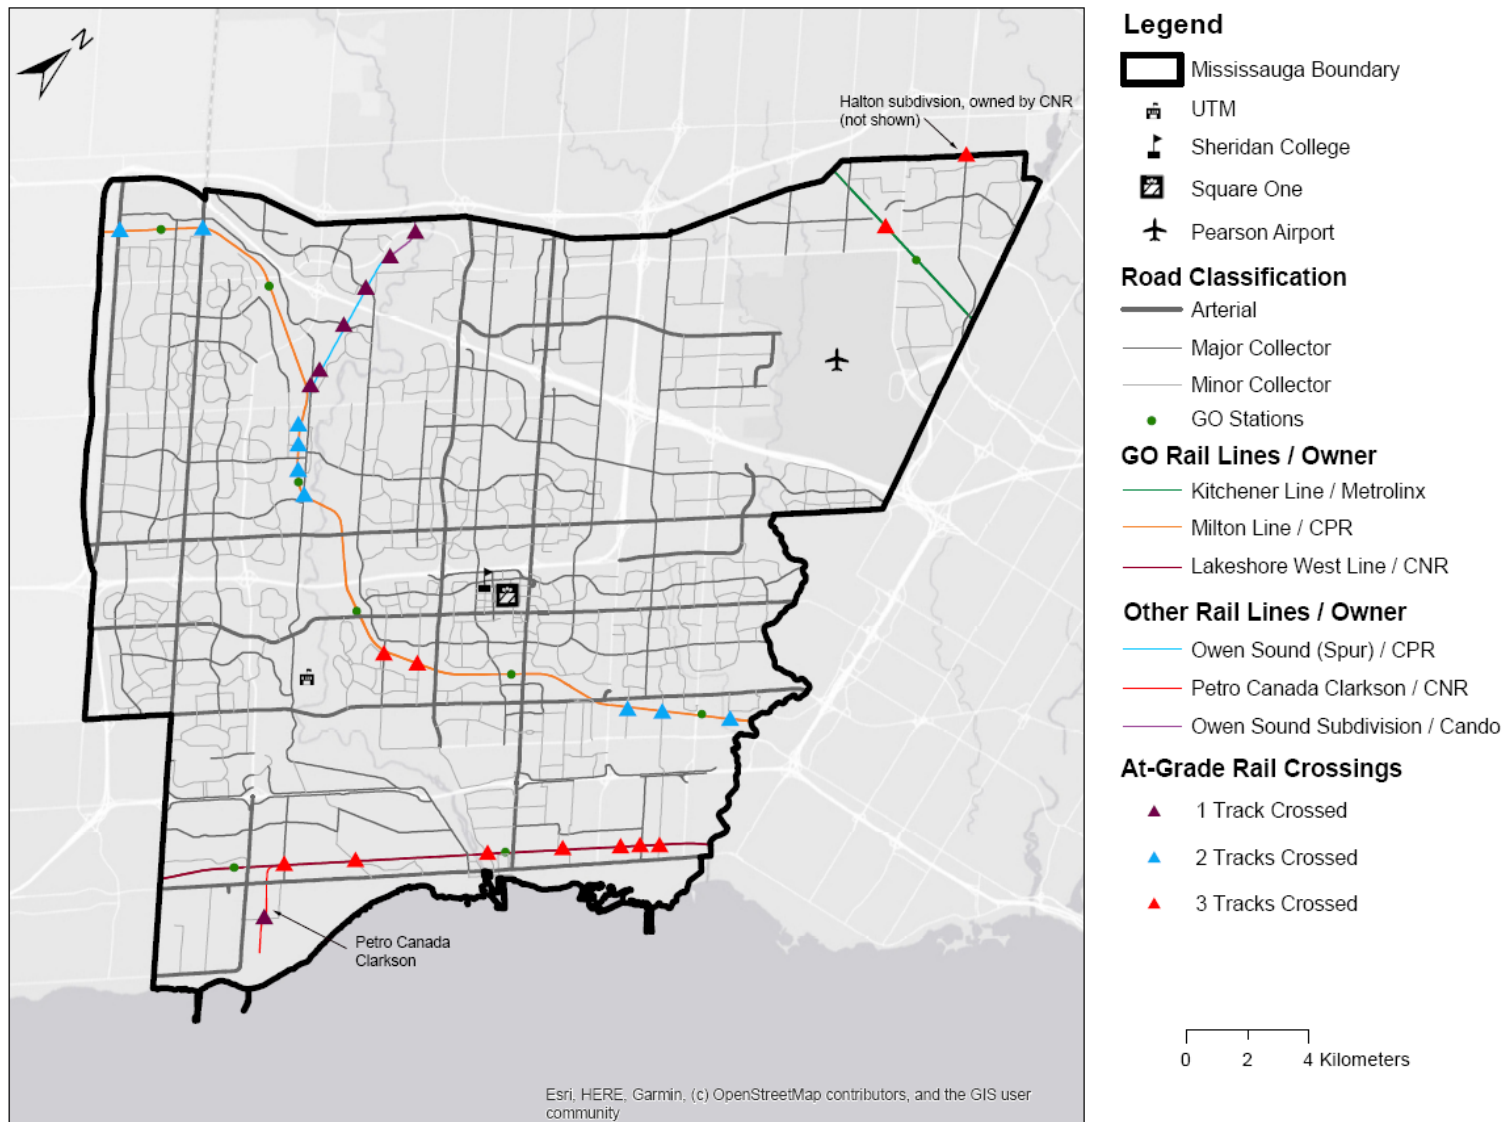 N
Halton subdivsion, owned by CNR
(not shown)
Petro Canada
Clarkson
Esri, HERE, Garmin, (c) OpenStreetMap contributors, and the GIS user
community
Legend
Mississauga Boundary
UTM
Sheridan College
Square One
Pearson Airport
Road Classification
Arterial
Major Collector
Minor Collector
GO Stations
GO Rail Lines / Owner
Kitchener Line / Metrolinx
Milton Line / CPR
Lakeshore West Line / CNR
Other Rail Lines / Owner
Owen Sound (Spur) / CPR
Petro Canada Clarkson / CNR
Owen Sound Subdivision / Cando
At-Grade Rail Crossings
1 Track Crossed
2 Tracks Crossed
3 Tracks Crossed
0 2 4 Kilometers